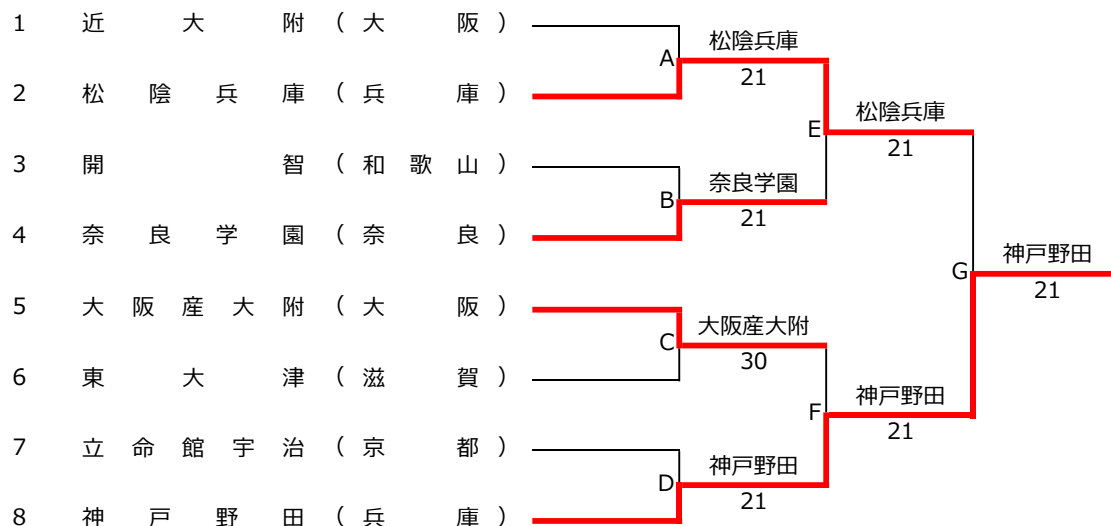 1 近大附(大阪)
松陰兵庫
A
21
2 松陰兵庫(兵庫)
松陰兵庫
E
21
3 開智(和歌山)
奈良学園
B
21
4 奈良学園(奈良)
神戸野田
G
21
5 大阪産大附(大阪)
大阪産大附
C
30
6 東大津(滋賀)
神戸野田
F
21
7 立命館宇治(京都)
神戸野田
D
21
8 神戸野田(兵庫)